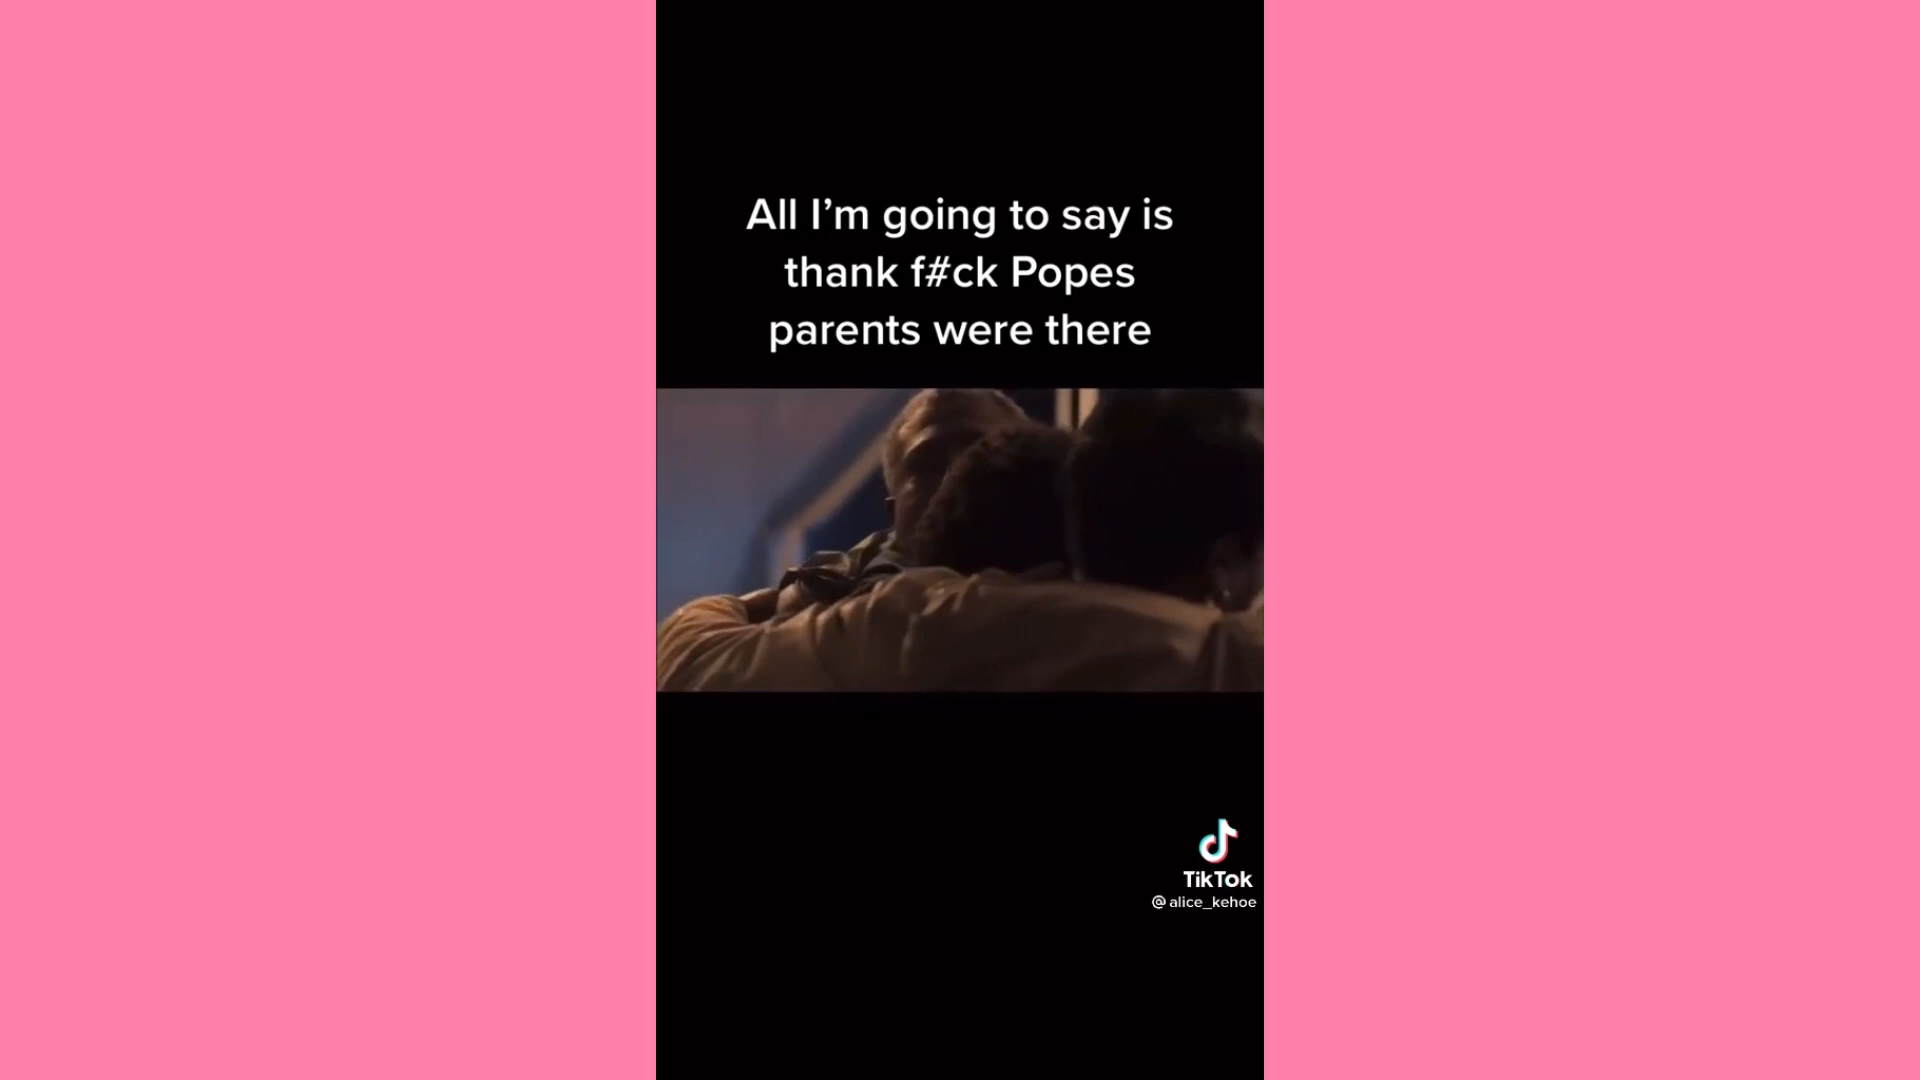 All I’m going to say is
thank f#ck Popes
parents were there
TikTok
@alice_kehoe